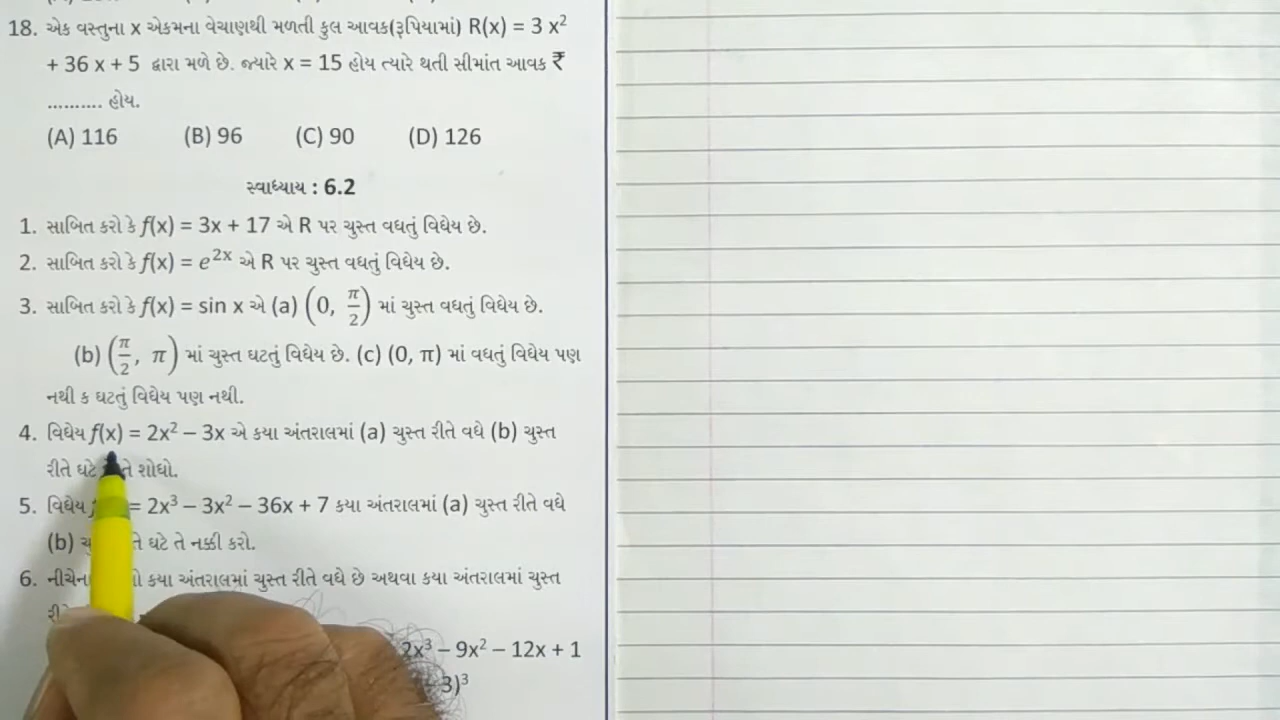 18. એક વસ્તુના x એકમના વેચાણથી મળતી કુલ આવક(રૂપિયામાં) R(x) = 3 x²
+ 36 x + 5 દ્વારા મળે છે. જ્યારે x = 15 હોય ત્યારે થતી સીમાંત આવક ₹
.......... હોય.
(A) 116 (B) 96 (C) 90 (D) 126
સ્વાધ્યાય : 6.2
1. સાબિત કરો કે f(x) = 3x + 17 એ R પર ચુસ્ત વધતું વિધેય છે.
2. સાબિત કરો કે f(x) = e^{2x} એ R પર ચુસ્ત વધતું વિધેય છે.
3. સાબિત કરો કે f(x) = sin x એ (a) (0, π/2) માં ચુસ્ત વધતું વિધેય છે.
(b) (π/2, π) માં ચુસ્ત ઘટતું વિધેય છે. (c) (0, π) માં વધતું વિધેય પણ
નથી ક ઘટતું વિધેય પણ નથી.
4. વિધેય f(x) = 2x² – 3x એ કયા અંતરાલમાં (a) ચુસ્ત રીતે વધે (b) ચુસ્ત
રીતે ઘટે તે શોધો.
5. વિધેય = 2x³ – 3x² – 36x + 7 કયા અંતરાલમાં (a) ચુસ્ત રીતે વધે
(b) ઘટે તે નક્કી કરો.
6. કયા અંતરાલમાં ચુસ્ત રીતે વધે છે અથવા કયા અંતરાલમાં ચુસ્ત
2x³ – 9x² – 12x + 1
3)³